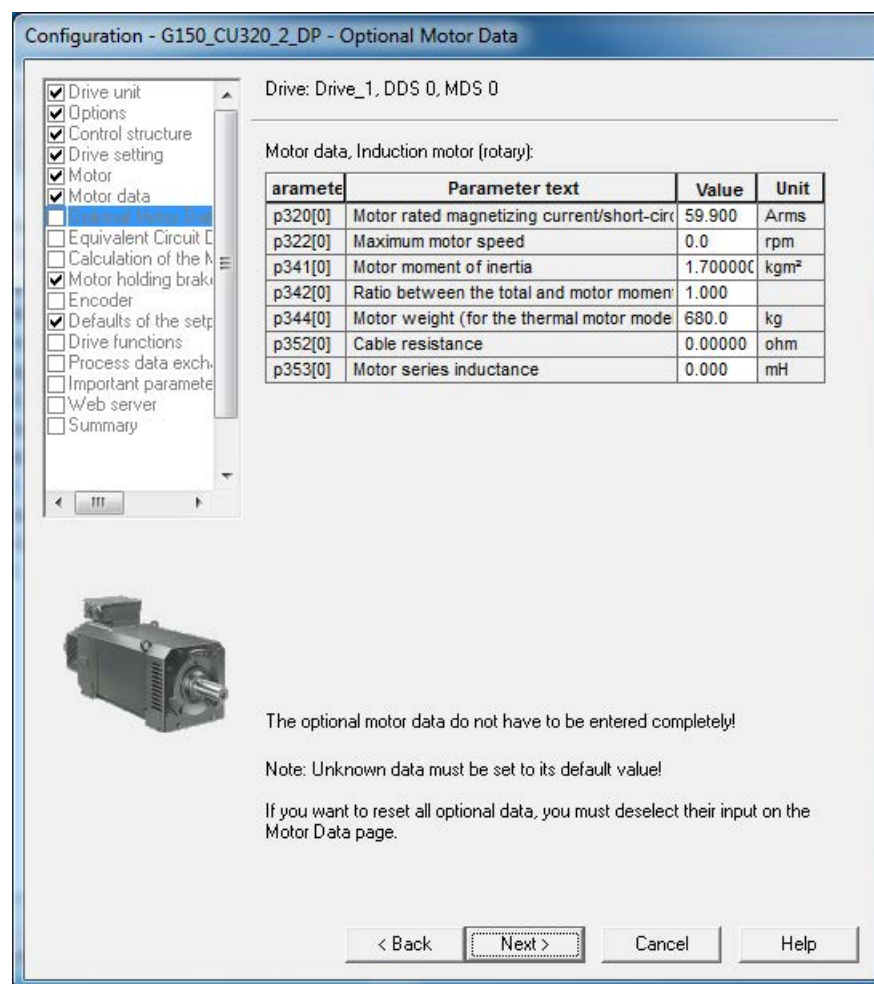 Configuration - G150_CU320_2_DP - Optional Motor Data
Drive unit
Options
Control structure
Drive setting
Motor
Motor data
Equivalent Circuit D
Calculation of the M
Motor holding brake
Encoder
Defaults of the setp
Drive functions
Process data exch
Important paramete
Web server
Summary
Drive: Drive_1, DDS 0, MDS 0
Motor data, Induction motor (rotary):
aramete Parameter text Value Unit
p320[0] Motor rated magnetizing current/short-circ 59.900 Arms
p322[0] Maximum motor speed 0.0 rpm
p341[0] Motor moment of inertia 1.700000 kgm²
p342[0] Ratio between the total and motor momen 1.000
p344[0] Motor weight (for the thermal motor mode 680.0 kg
p352[0] Cable resistance 0.00000 ohm
p353[0] Motor series inductance 0.000 mH
The optional motor data do not have to be entered completely!
Note: Unknown data must be set to its default value!
If you want to reset all optional data, you must deselect their input on the
Motor Data page.
< Back Next > Cancel Help